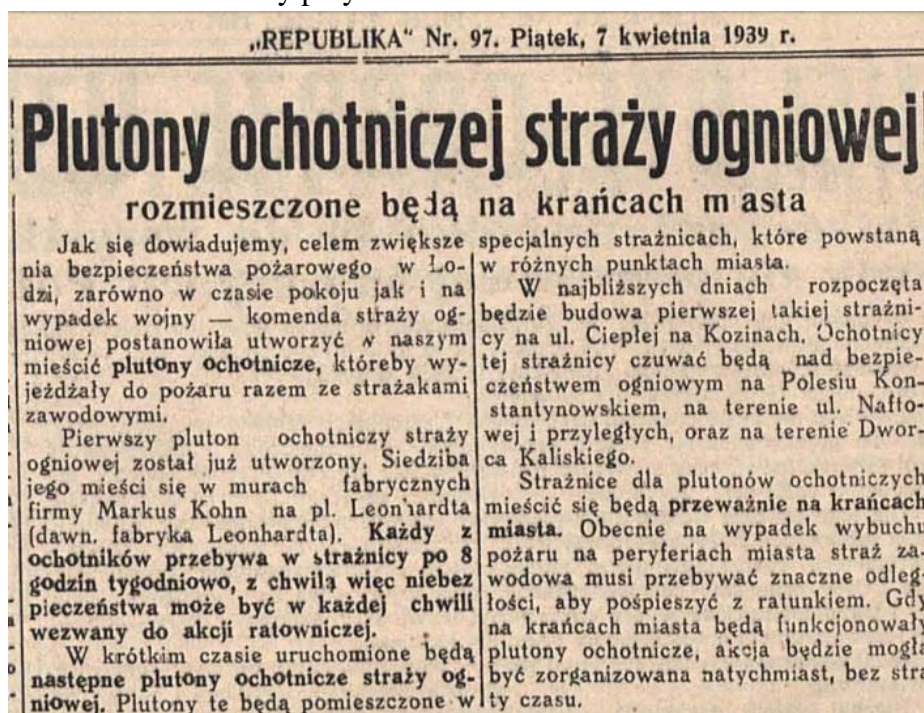 „REPUBLIKA" Nr. 97. Piątek, 7 kwietnia 1939 r.
Plutony ochotniczej straży ogniowej
rozmieszczone będą na krańcach miasta
Jak się dowiadujemy, celem zwiększe
nia bezpieczeństwa pożarowego w Ło-
dzi, zarówno w czasie pokoju jak i na
wypadek wojny — komenda straży og-
niowej postanowiła utworzyć w naszym
mieścić plutony ochotnicze, któreby wy-
jeżdżały do pożaru razem ze strażakami
zawodowymi.
Pierwszy pluton ochotniczy straży
ogniowej został już utworzony. Siedziba
jego mieści się w murach fabrycznych
firmy Markus Kohn na pl. Leonhardta
(dawn. fabryka Leonhardta). Każdy z
ochotników przebywa w strażnicy po 8
godzin tygodniowo, z chwilą więc niebez
pieczeństwa może być w każdej chwili
wezwany do akcji ratowniczej.
W krótkim czasie uruchomione będą
następne plutony ochotnicze straży og-
niowej. Plutony te będą pomieszczone w
specjalnych strażnicach, które powstaną
w różnych punktach miasta.
W najbliższych dniach rozpoczęta
będzie budowa pierwszej takiej strażni-
cy na ul. Ciepłej na Kozinach. Ochotnicy
tej strażnicy czuwać będą nad bezpie-
czeństwem ogniowym na Polesiu Kon-
stantynowskiem, na terenie ul. Nafto-
wej i przyległych, oraz na terenie Dwor-
ca Kaliskiego.
Strażnice dla plutonów ochotniczych
mieścić się będą przeważnie na krańcach
miasta. Obecnie na wypadek wybuchu
pożaru na peryferiach miasta straż za-
wodowa musi przebywać znaczne odleg-
łości, aby pośpieszyć z ratunkiem. Gdy
na krańcach miasta będą funkcjonowały
plutony ochotnicze, akcja będzie mogła
być zorganizowana natychmiast, bez stra
ty czasu.